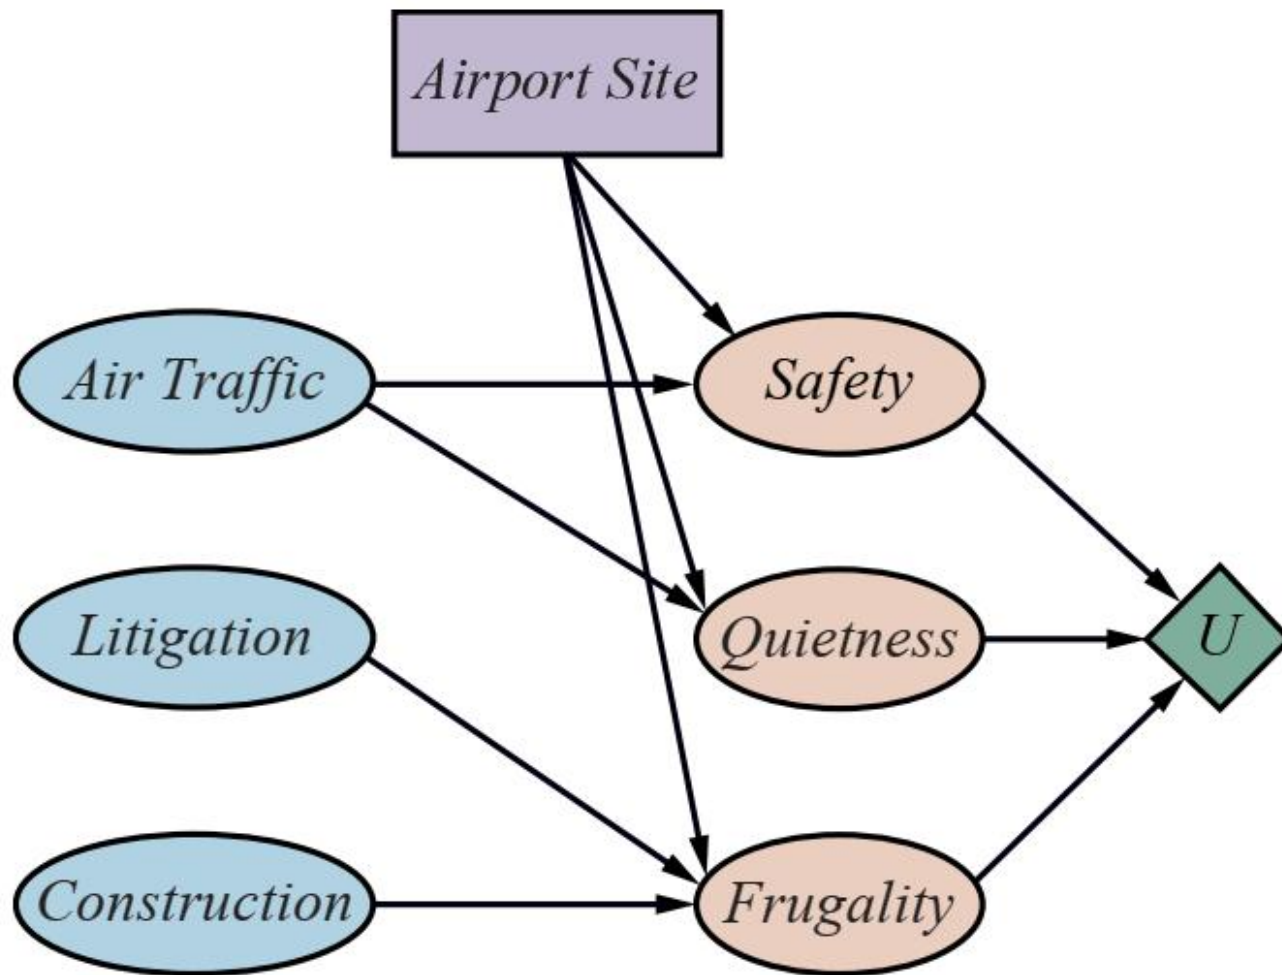 Airport Site
Air Traffic
Safety
Litigation
Quietness
U
Construction
Frugality